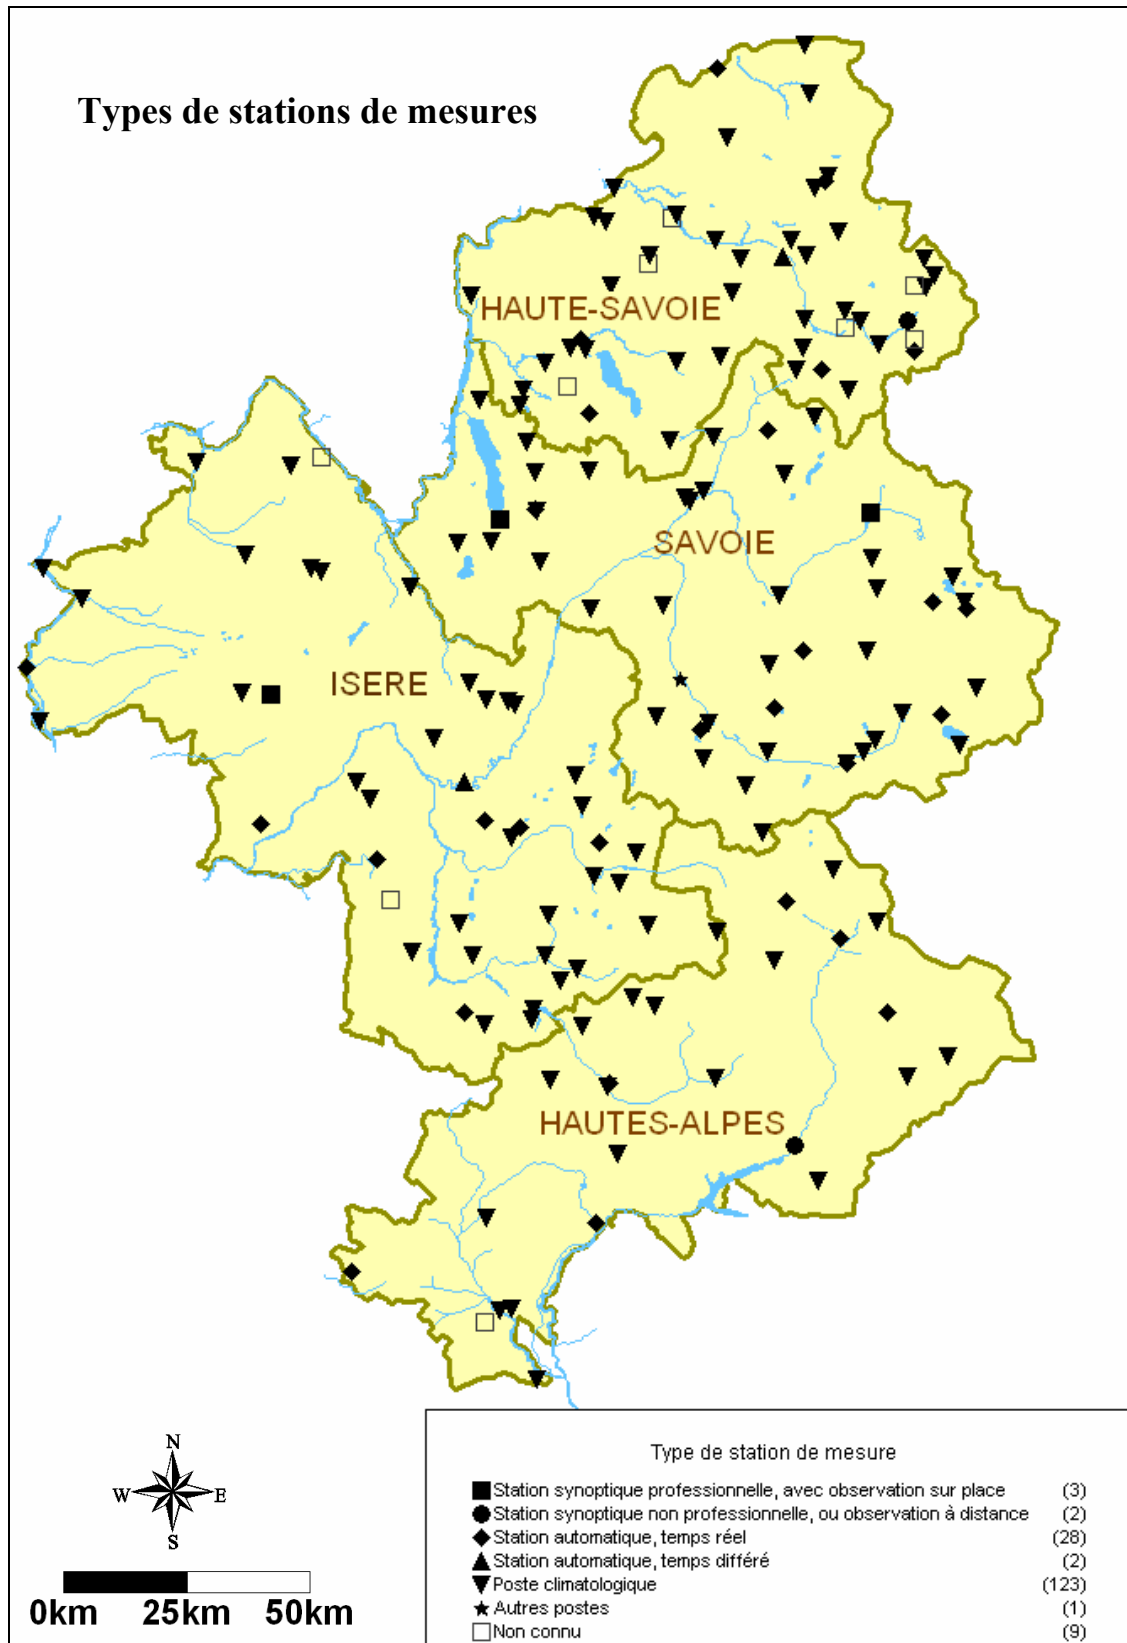 Types de stations de mesures
HAUTE-SAVOIE
SAVOIE
ISERE
HAUTES-ALPES
N
W E
S
0km 25km 50km
Type de station de mesure
Station synoptique professionnelle, avec observation sur place (3)
Station synoptique non professionnelle, ou observation à distance (2)
Station automatique, temps réel (28)
Station automatique, temps différé (2)
Poste climatologique (123)
Autres postes (1)
Non connu (9)